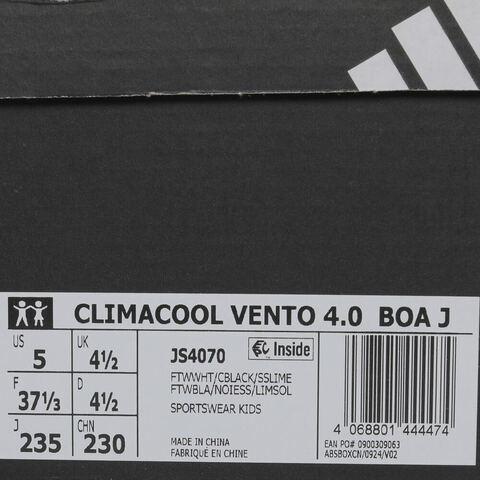 CLIMACOOL VENTO 4.0 BOA J
US 5 UK 4½
F 37⅓ D 4½
J 235 CHN 230
JS4070 Inside
FTWWHT/CBLACK/SSLIME
FTWBLA/NOIESS/LIMSOL
SPORTSWEAR KIDS
MADE IN CHINA
FABRIQUÉ EN CHINE
4 068801 444474
EAN PO# 0900309063
ABSBOXCN/0924/V02